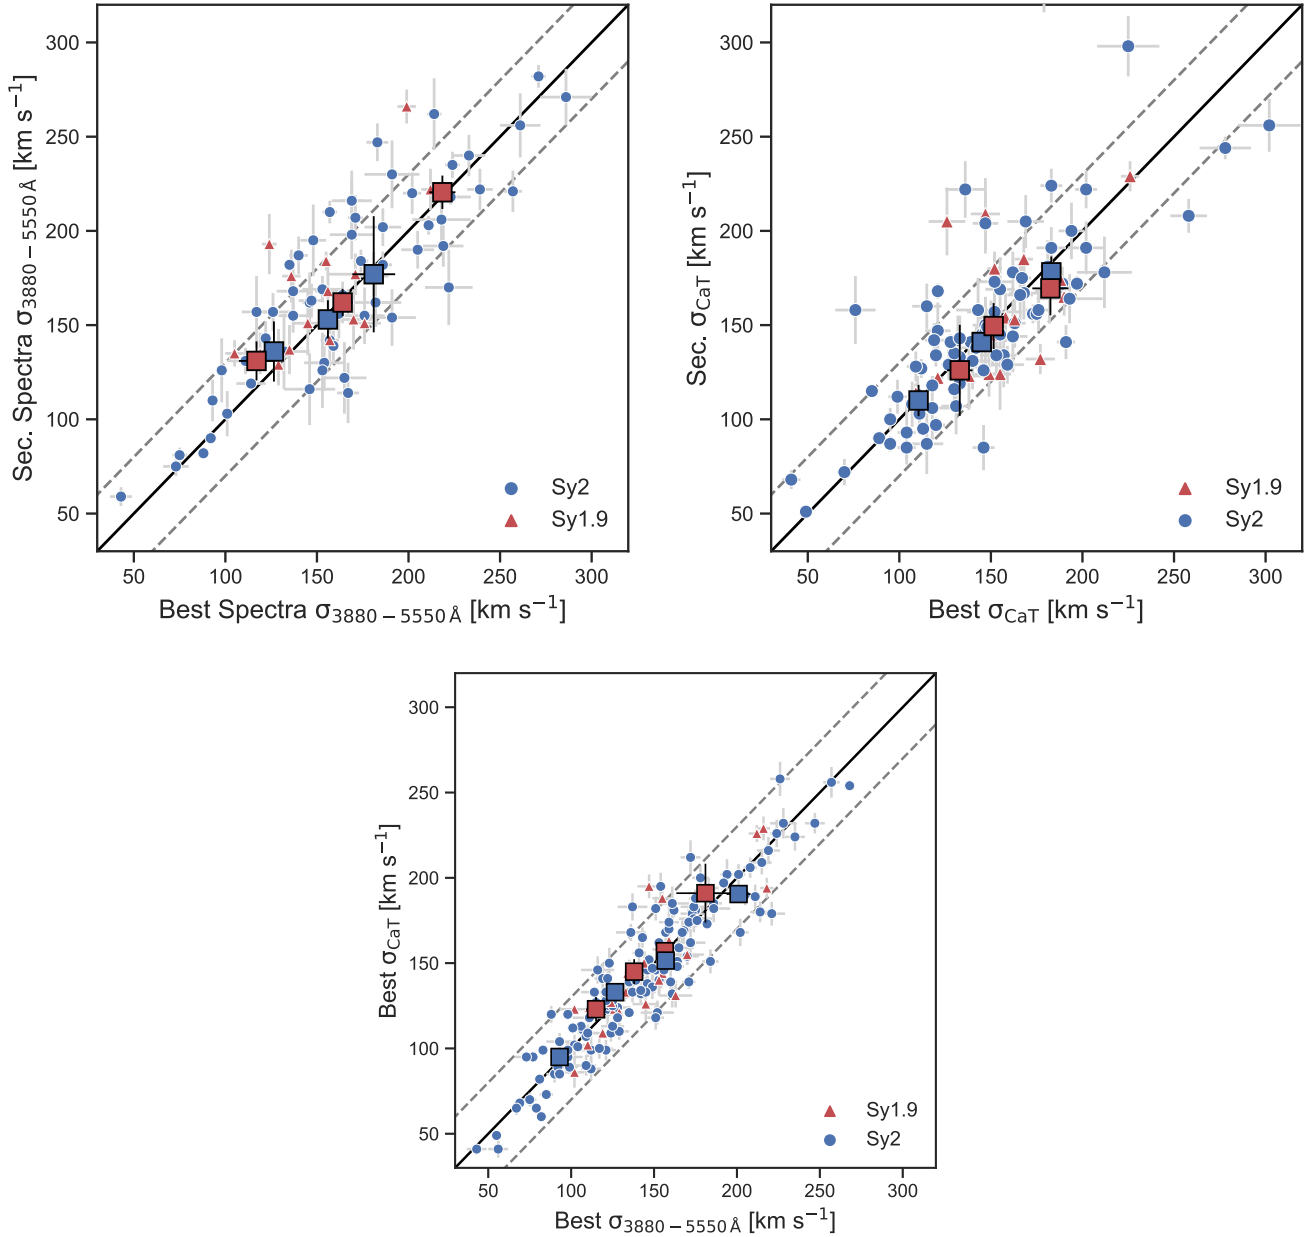 300
250
200
150
100
50
Sec. Spectra σ3880 − 5550 Å [km s−1]
Sy2
Sy1.9
50 100 150 200 250 300
Best Spectra σ3880 − 5550 Å [km s−1]
300
250
200
150
100
50
Sec. σCaT [km s−1]
Sy1.9
Sy2
50 100 150 200 250 300
Best σCaT [km s−1]
300
250
200
150
100
50
Best σCaT [km s−1]
Sy1.9
Sy2
50 100 150 200 250 300
Best σ3880 − 5550 Å [km s−1]